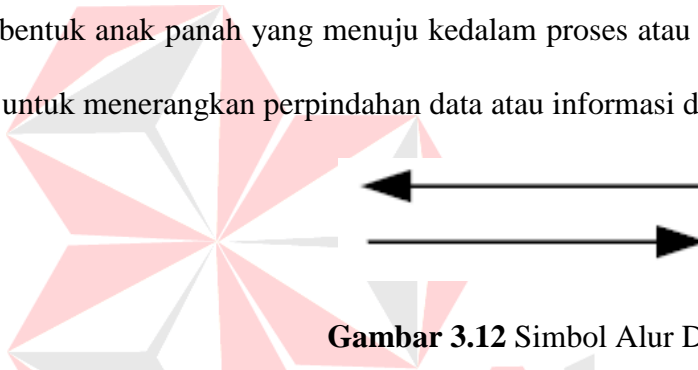 bentuk anak panah yang menuju kedalam proses atau
untuk menerangkan perpindahan data atau informasi d
Gambar 3.12 Simbol Alur D